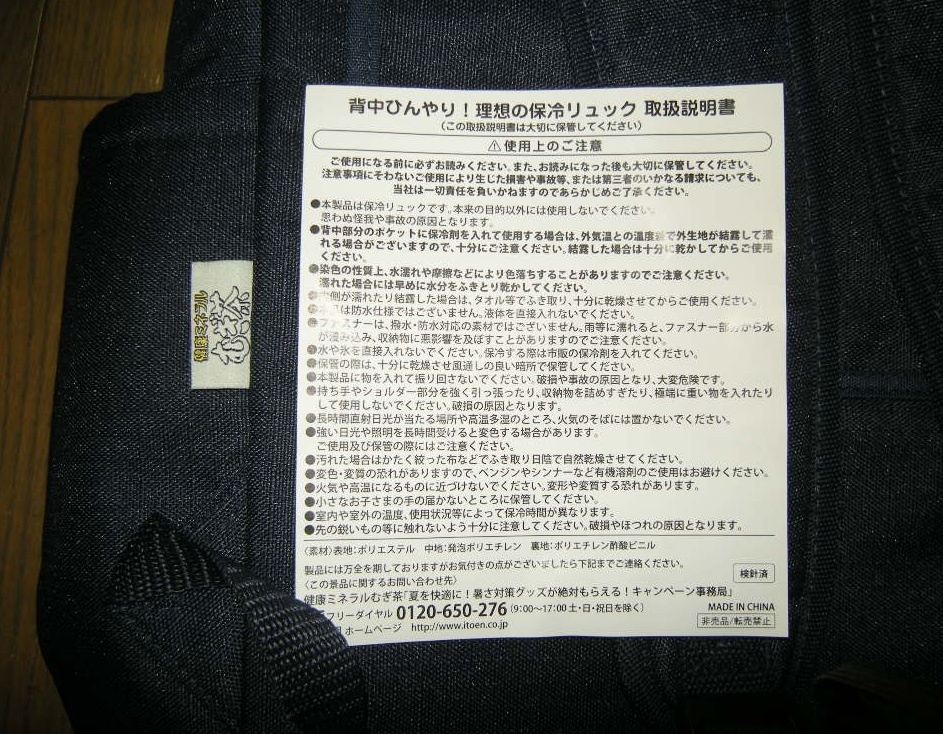 背中ひんやり！理想の保冷リュック 取扱説明書
（この取扱説明書は大切に保管してください）
⚠使用上のご注意
ご使用になる前に必ずお読みください。また、お読みになった後も大切に保管してください。
注意事項にそわないご使用により生じた損害や事故等、または第三者のいかなる請求についても、
当社は一切責任を負いかねますのであらかじめご了承ください。
●本製品は保冷リュックです。本来の目的以外には使用しないでください。
思わぬ怪我や事故の原因となります。
●背中部分のポケットに保冷剤を入れて使用する場合は、外気温との温度差で外生地が結露して濡
れる場合がございますので、十分にご注意ください。結露した場合は十分に乾かしてからご使用
ください。
●染色の性質上、水濡れや摩擦などにより色落ちすることがありますのでご注意ください。
濡れた場合には早めに水分をふきとり乾かしてください。
●内側が濡れたり結露した場合は、タオル等でふき取り、十分に乾燥させてからご使用ください。
●本品は防水仕様ではございません。液体を直接入れないでください。
●ファスナーは、撥水・防水対応の素材ではございません。雨等に濡れると、ファスナー部分から水
が浸み込み、収納物に悪影響を及ぼすことがありますのでご注意ください。
●水や氷を直接入れないでください。保冷する際は市販の保冷剤を入れてください。
●保管の際は、十分に乾燥させ風通しの良い暗所で保管してください。
●本製品に物を入れて振り回さないでください。破損や事故の原因となり、大変危険です。
●持ち手やショルダー部分を強く引っ張ったり、収納物を詰めすぎたり、極端に重い物を入れたり
して使用しないでください。破損の原因となります。
●長時間直射日光が当たる場所や高温多湿のところ、火気のそばには置かないでください。
●強い日光や照明を長時間受けると変色する場合があります。
ご使用及び保管の際にはご注意ください。
●汚れた場合はかたく絞った布などでふき取り日陰で自然乾燥させてください。
●変色・変質の恐れがありますので、ベンジンやシンナーなど有機溶剤のご使用はお避けください。
●火気や高温になるものに近づけないでください。変形や変質する恐れがあります。
●小さなお子さまの手の届かないところに保管してください。
●室内や室外の温度、使用状況等によって保冷時間が異なります。
●先の鋭いもの等に触れないよう十分に注意してください。破損やほつれの原因となります。
〈素材〉表地：ポリエステル 中地：発泡ポリエチレン 裏地：ポリエチレン酢酸ビニル
製品には万全を期しておりますがお気付きの点がございましたら下記までご連絡ください。
〈この景品に関するお問い合わせ先〉
検針済
健康ミネラルむぎ茶「夏を快適に！暑さ対策グッズが絶対もらえる！キャンペーン事務局」
フリーダイヤル 0120-650-276（9:00～17:00 土・日・祝日を除く）
MADE IN CHINA
ホームページ http://www.itoen.co.jp
非売品/転売禁止
健康ミネラル
むぎ茶